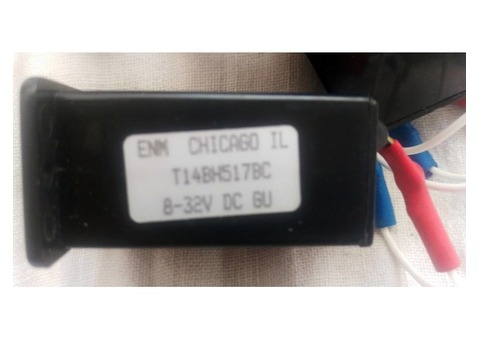 ENM CHICAGO IL
T14BH517BC
8-32V DC GU